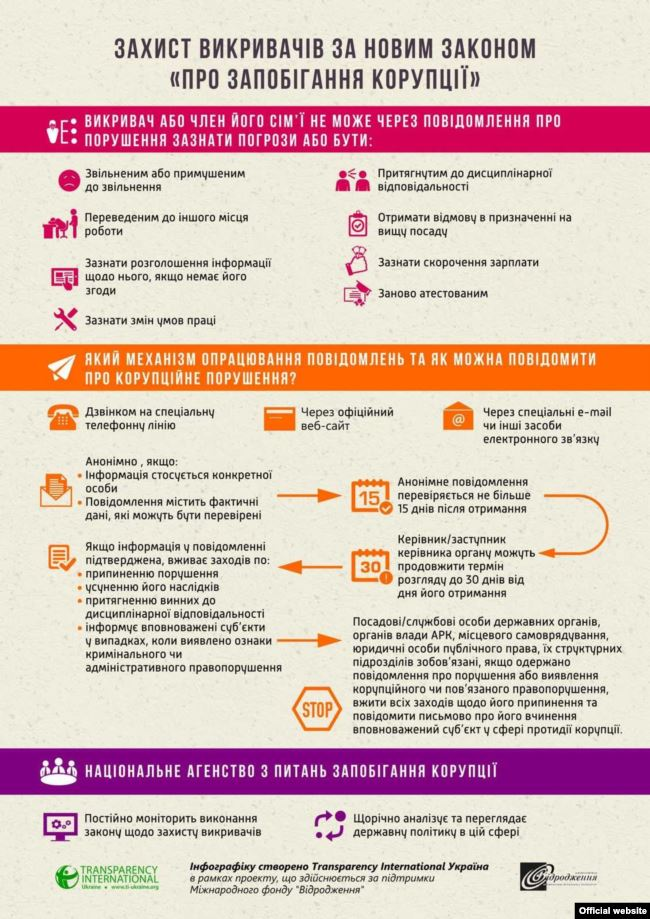 ЗАХИСТ ВИКРИВАЧІВ ЗА НОВИМ ЗАКОНОМ
«ПРО ЗАПОБІГАННЯ КОРУПЦІЇ»
ВИКРИВАЧ АБО ЧЛЕН ЙОГО СІМ’Ї НЕ МОЖЕ ЧЕРЕЗ ПОВІДОМЛЕННЯ ПРО
ПОРУШЕННЯ ЗАЗНАТИ ПОГРОЗИ АБО БУТИ:
Звільненим або примушеним
до звільнення
Переведеним до іншого місця
роботи
Зазнати розголошення інформації
щодо нього, якщо немає його
згоди
Зазнати змін умов праці
Притягнутим до дисциплінарної
відповідальності
Отримати відмову в призначенні на
вищу посаду
Зазнати скорочення зарплати
Заново атестованим
ЯКИЙ МЕХАНІЗМ ОПРАЦЮВАННЯ ПОВІДОМЛЕНЬ ТА ЯК МОЖНА ПОВІДОМИТИ
ПРО КОРУПЦІЙНЕ ПОРУШЕННЯ?
Дзвінком на спеціальну
телефонну лінію
Через офіційний
веб-сайт
@
Через спеціальні e-mail
чи інші засоби
електронного зв’язку
Анонімно , якщо:
• Інформація стосується конкретної
особи
• Повідомлення містить фактичні
дані, які можуть бути перевірені
15
Анонімне повідомлення
перевіряється не більше
15 днів після отримання
30
Керівник/заступник
керівника органу можуть
продовжити термін
розгляду до 30 днів від
дня його отримання
Якщо інформація у повідомленні
підтверджена, вживає заходів по:
• припиненню порушення
• усуненню його наслідків
• притягненню винних до
дисциплінарної відповідальності
• інформує вповноважені суб’єкти
у випадках, коли виявлено ознаки
кримінального чи
адміністративного правопорушення
STOP
Посадові/службові особи державних органів,
органів влади АРК, місцевого самоврядування,
юридичні особи публічного права, їх структурних
підрозділів зобов’язані, якщо одержано
повідомлення про порушення або виявлення
корупційного чи пов’язаного правопорушення,
вжити всіх заходів щодо його припинення та
повідомити письмово про його вчинення
вповноважений суб’єкт у сфері протидії корупції.
НАЦІОНАЛЬНЕ АГЕНСТВО З ПИТАНЬ ЗАПОБІГАННЯ КОРУПЦІЇ
Постійно моніторить виконання
закону щодо захисту викривачів
Щорічно аналізує та переглядає
державну політику в цій сфері
TRANSPARENCY
INTERNATIONAL
Ukraine • www.ti-ukraine.org
Інфографіку створено Transparency International Україна
в рамках проекту, що здійснюється за підтримки
Міжнародного фонду "Відродження"
Відродження
Official website